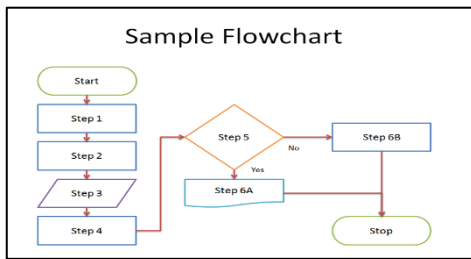 Sample Flowchart
Start
Step 1
Step 2
Step 3
Step 4
Step 5
No
Yes
Step 6A
Step 6B
Stop